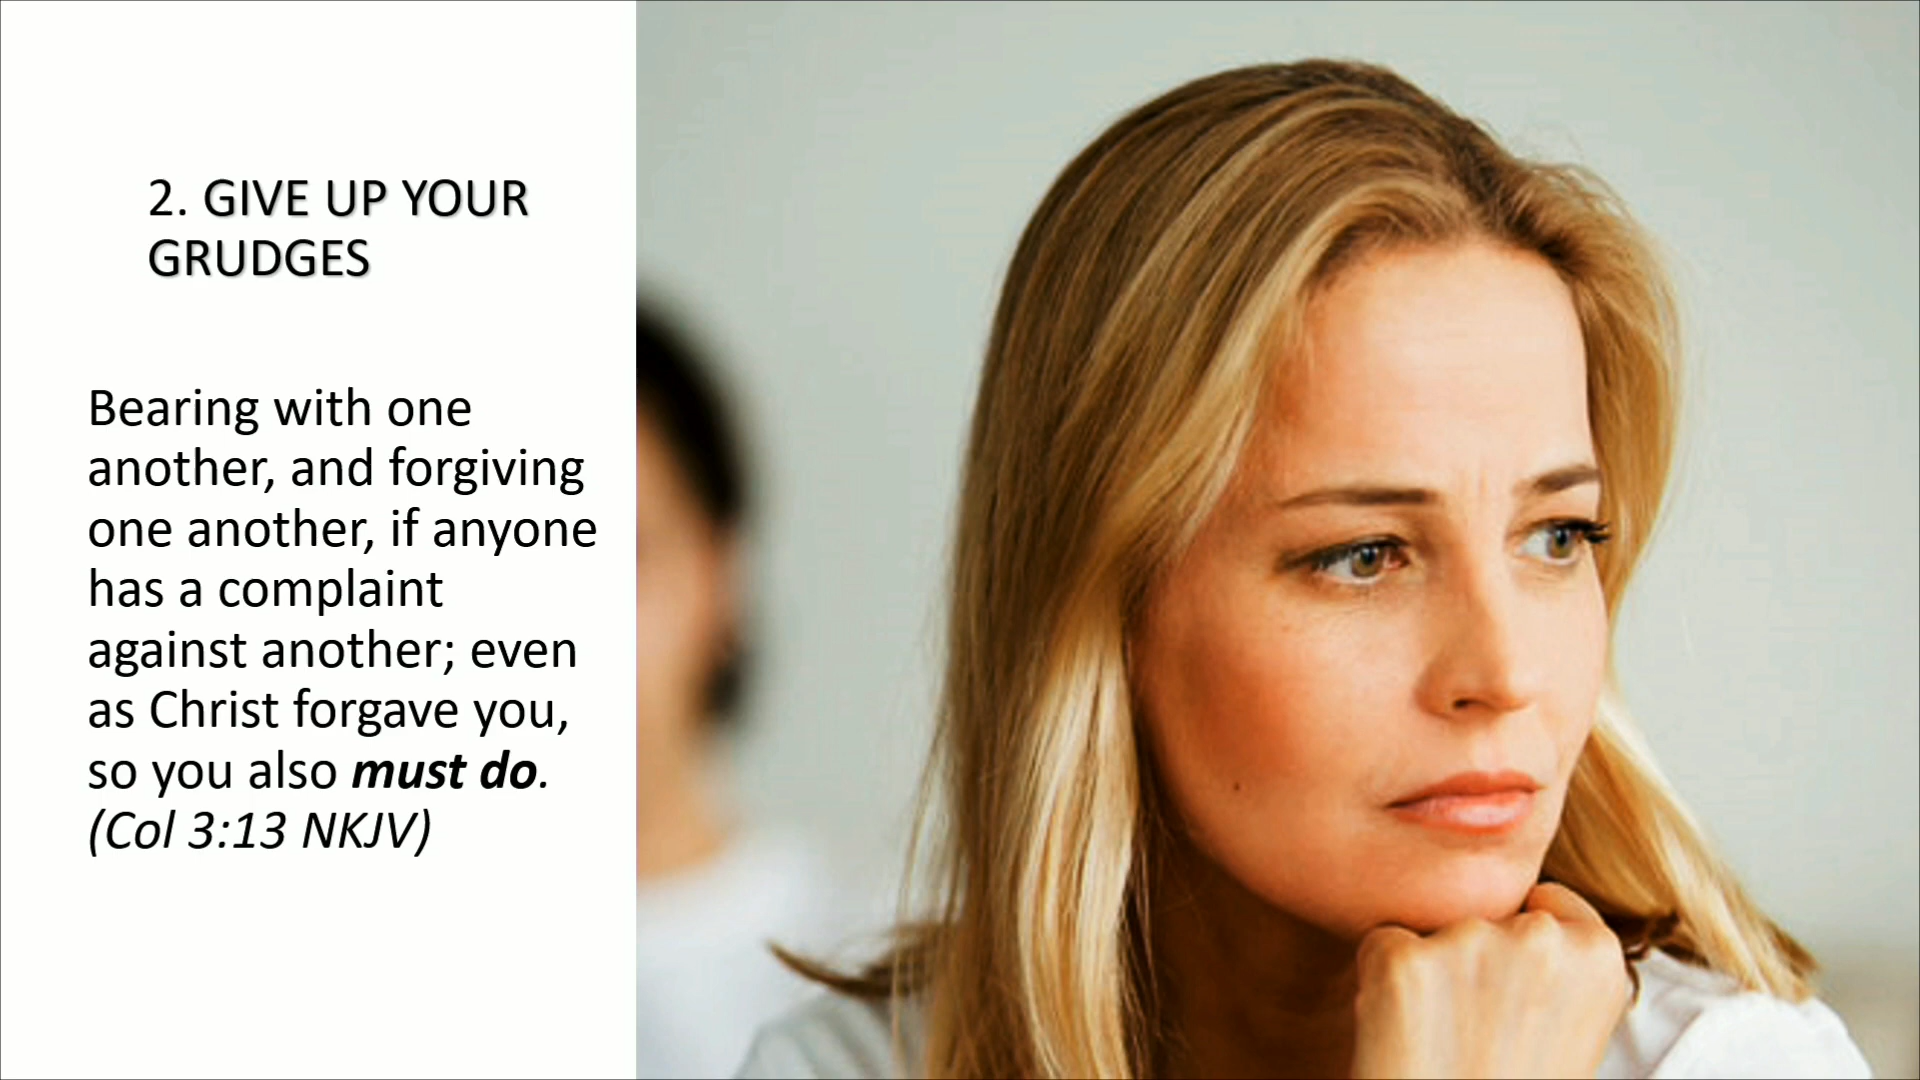 2. GIVE UP YOUR
GRUDGES
Bearing with one
another, and forgiving
one another, if anyone
has a complaint
against another; even
as Christ forgave you,
so you also must do.
(Col 3:13 NKJV)